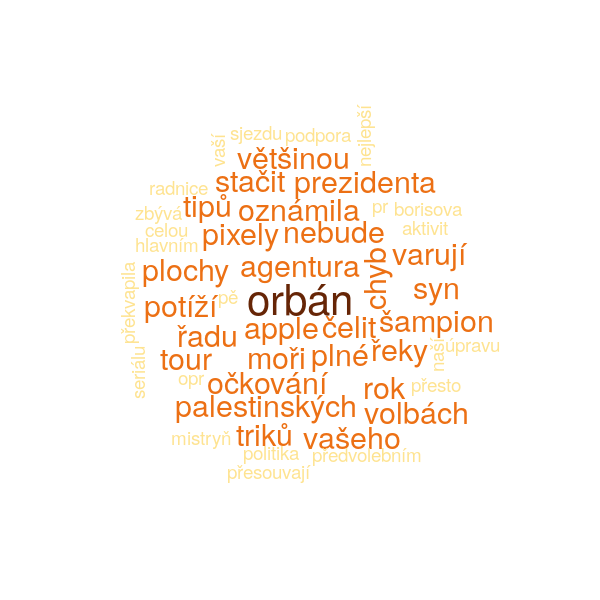 nejlepší
sjezdu
podpora
vaší
většinou
stačit
prezidenta
radnice
tipů
oznámila
pr
borisova
zbývá
celou
hlavním
pixely
nebude
aktivit
varují
plochy
agentura
chyb
syn
překvapila
potíží
pě
orbán
šampion
řadu
apple
čelit
naši
úpravu
tour
moři
plné
řeky
seriálu
opr
očkování
rok
přesto
palestinských
volbách
mistryň
triků
vašeho
politika
předvolebním
přesouvají